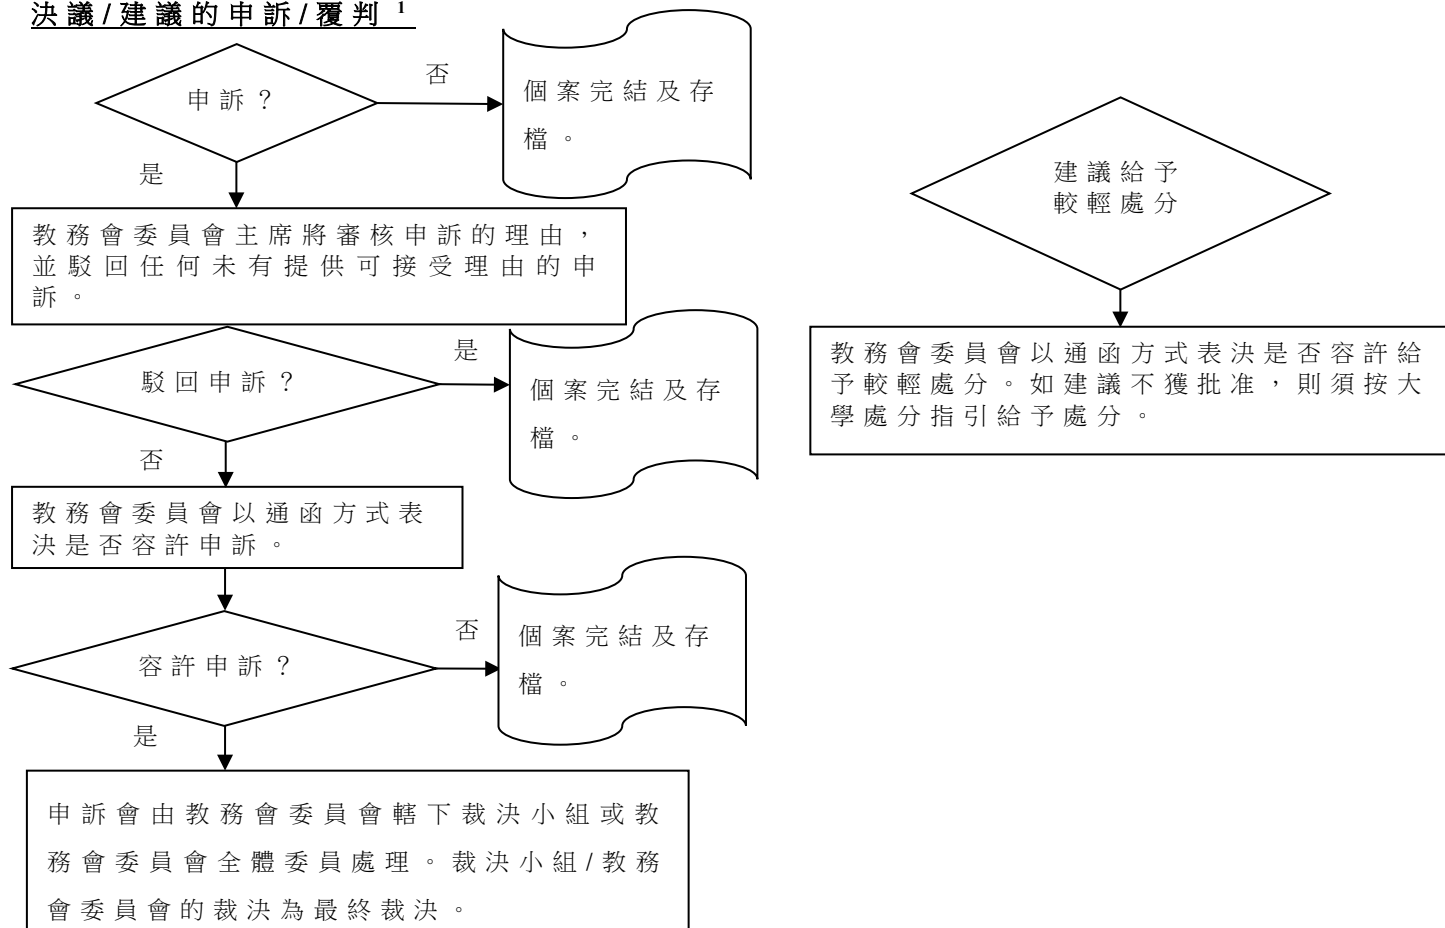 決議/建議的申訴/覆判 1
申訴？
否
個案完結及存
檔。
是
教務會委員會主席將審核申訴的理由，
並駁回任何未有提供可接受理由的申
訴。
駁回申訴？
是
個案完結及存
檔。
否
教務會委員會以通函方式表
決是否容許申訴。
容許申訴？
否
個案完結及存
檔。
是
申訴會由教務會委員會轄下裁決小組或教
務會委員會全體委員處理。裁決小組/教務
會委員會的裁決為最終裁決。
建議給予
較輕處分
教務會委員會以通函方式表決是否容許給
予較輕處分。如建議不獲批准，則須按大
學處分指引給予處分。